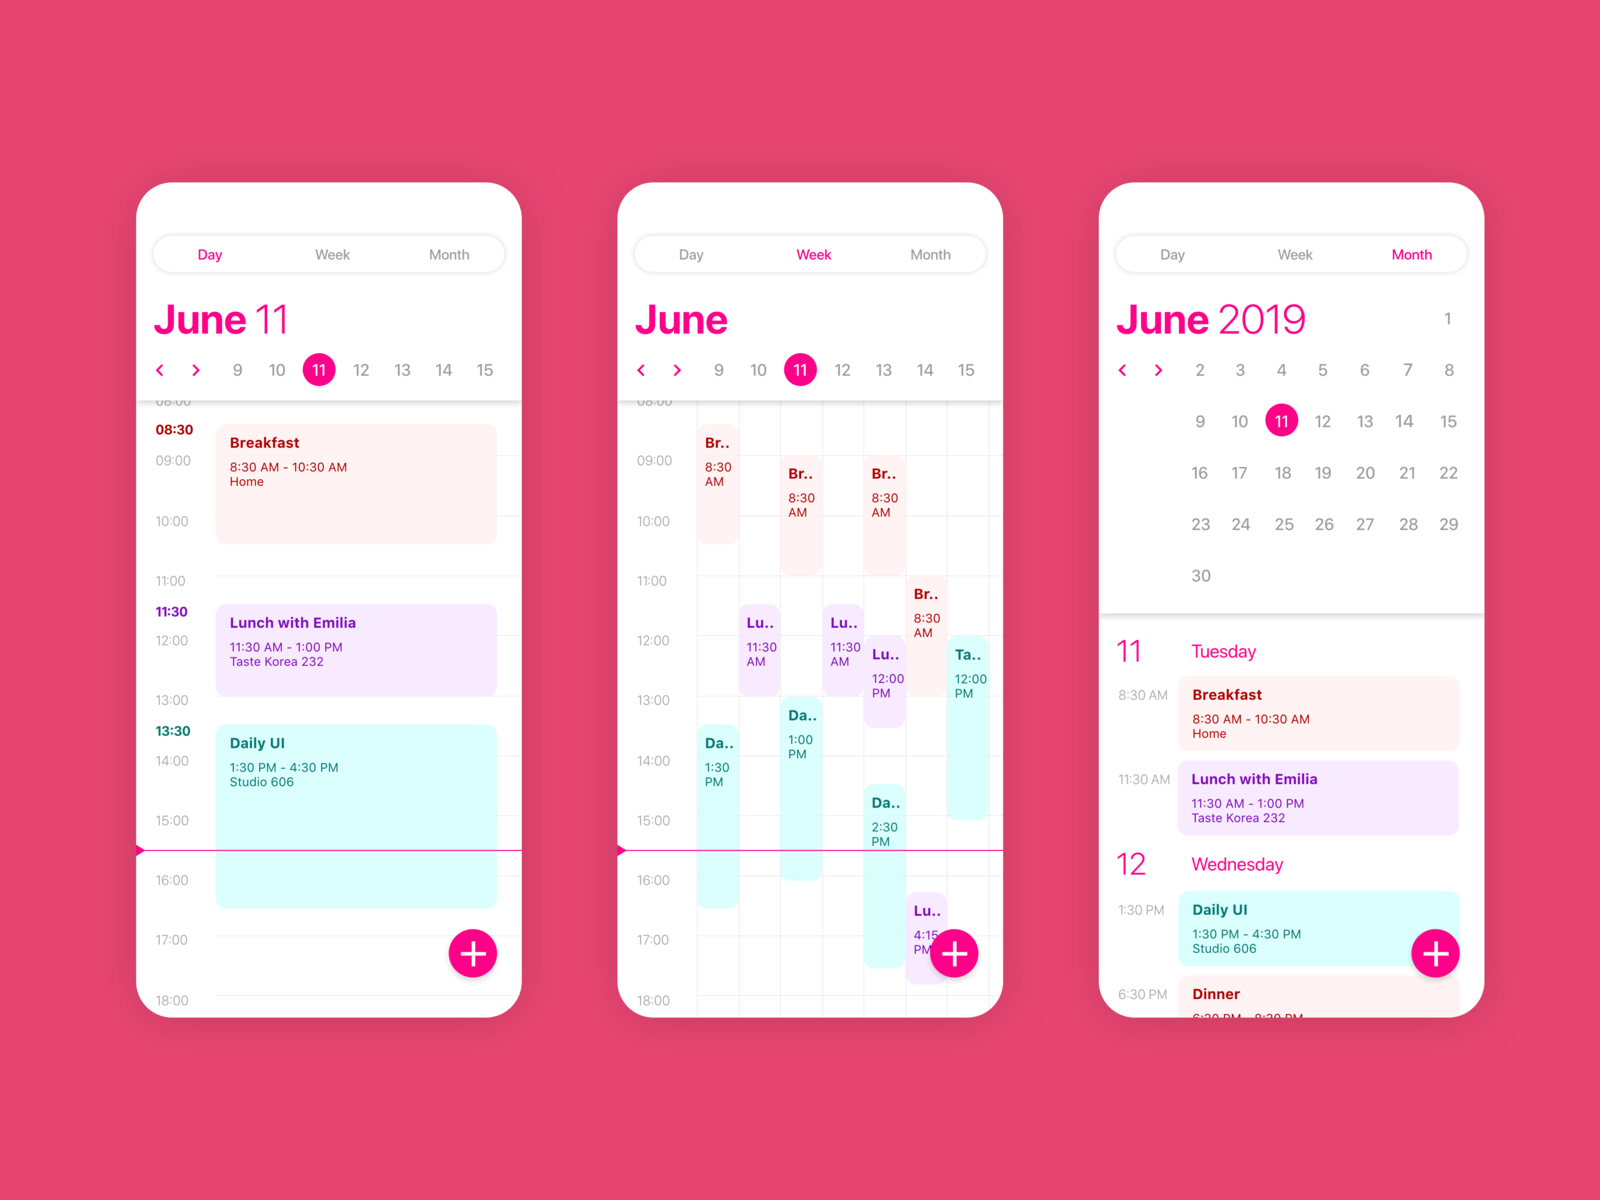 Day Week Month
June 11
9 10 11 12 13 14 15
08:00
08:30
Breakfast
09:00
8:30 AM - 10:30 AM
Home
10:00
11:00
11:30
Lunch with Emilia
12:00
11:30 AM - 1:00 PM
Taste Korea 232
13:00
13:30
Daily UI
14:00
1:30 PM - 4:30 PM
Studio 606
15:00
16:00
17:00
18:00
Day Week Month
June
9 10 11 12 13 14 15
08:00
09:00
10:00
11:00
12:00
13:00
14:00
15:00
16:00
17:00
18:00
Br..
8:30
AM
Da..
1:30
PM
Lu..
11:30
AM
Br..
8:30
AM
Da..
1:00
PM
Lu..
11:30
AM
Br..
8:30
AM
Lu..
12:00
PM
Da..
2:30
PM
Br..
8:30
AM
Lu..
4:15
PM
Ta..
12:00
PM
Day Week Month
June 2019 1
2 3 4 5 6 7 8
9 10 11 12 13 14 15
16 17 18 19 20 21 22
23 24 25 26 27 28 29
30
11 Tuesday
8:30 AM Breakfast
8:30 AM - 10:30 AM
Home
11:30 AM Lunch with Emilia
11:30 AM - 1:00 PM
Taste Korea 232
12 Wednesday
1:30 PM Daily UI
1:30 PM - 4:30 PM
Studio 606
6:30 PM Dinner
6:30 PM - 8:30 PM